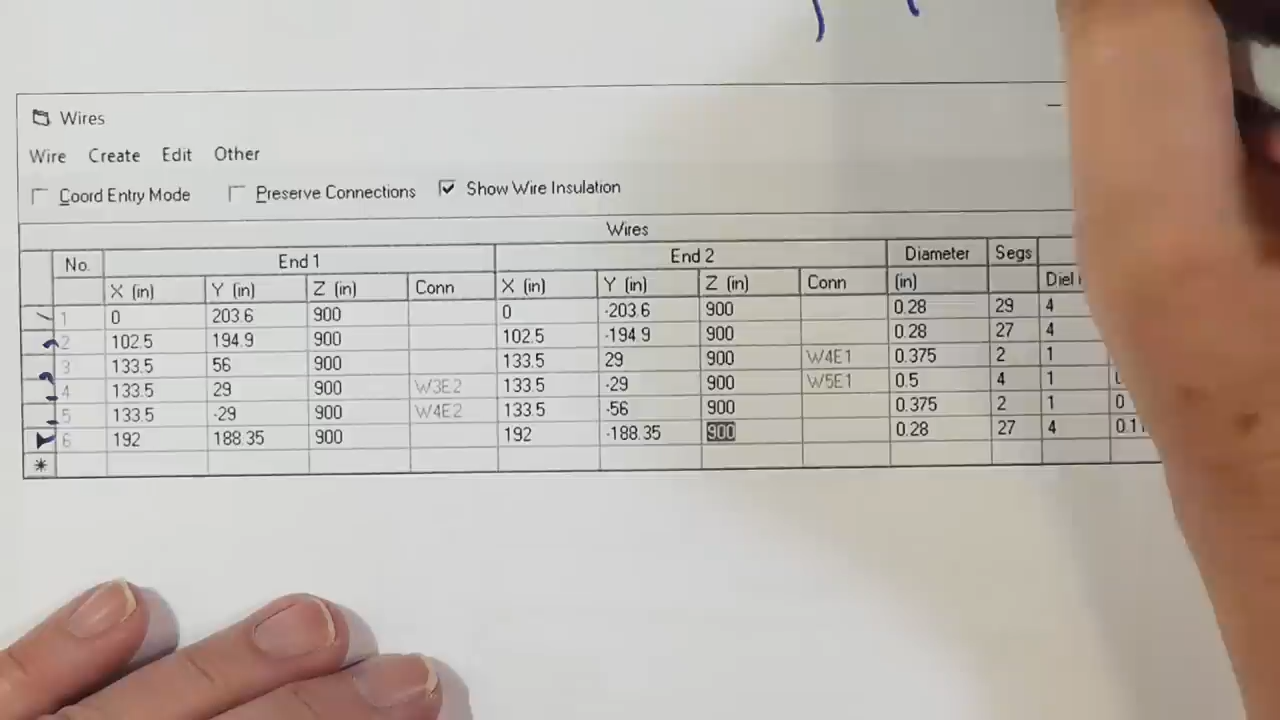 Wires
Wire Create Edit Other
Coord Entry Mode Preserve Connections Show Wire Insulation
Wires
No. End 1 End 2 Diameter Segs
X (in) Y (in) Z (in) Conn X (in) Y (in) Z (in) Conn (in) Diel
1 0 203.6 900 0 -203.6 900 0.28 29 4
2 102.5 194.9 900 102.5 -194.9 900 0.28 27 4
3 133.5 56 900 133.5 29 900 W4E1 0.375 2 1
4 133.5 29 900 W3E2 133.5 -29 900 W5E1 0.5 4 1
5 133.5 -29 900 W4E2 133.5 -56 900 0.375 2 1 0
6 192 188.35 900 192 -188.35 900 0.28 27 4
*